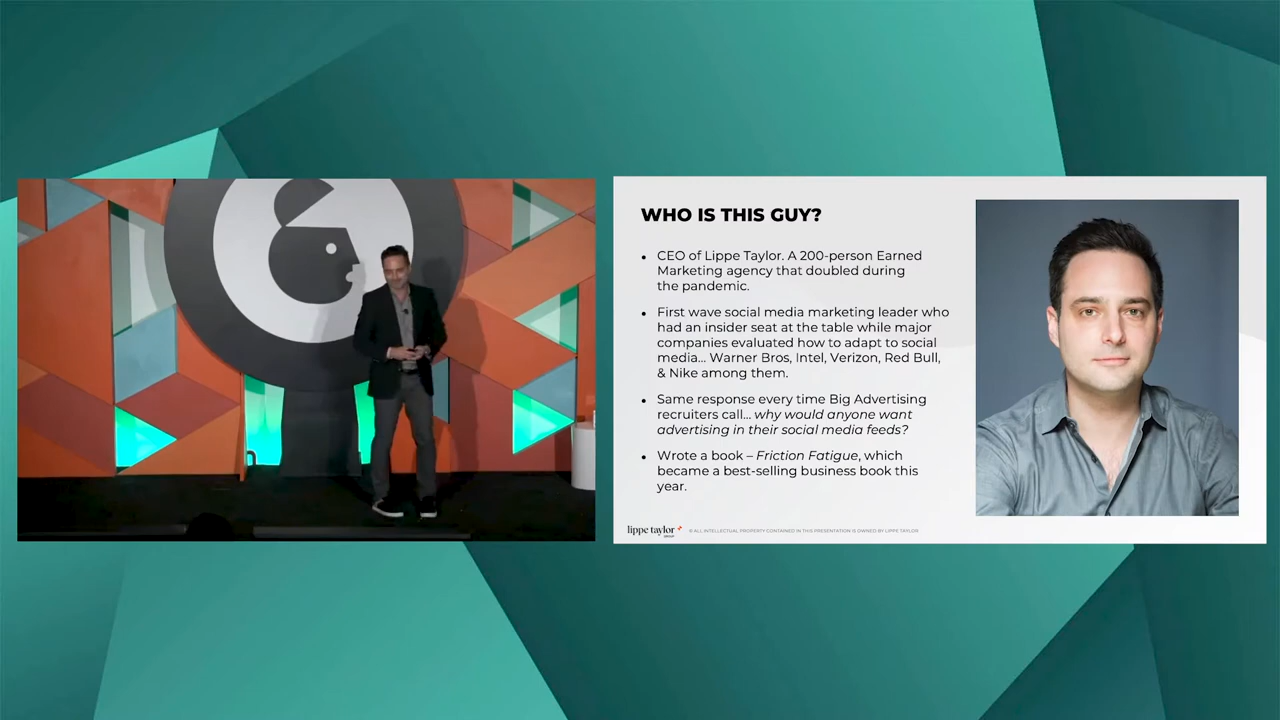 WHO IS THIS GUY?
• CEO of Lippe Taylor. A 200-person Earned
Marketing agency that doubled during
the pandemic.
• First wave social media marketing leader who
had an insider seat at the table while major
companies evaluated how to adapt to social
media... Warner Bros, Intel, Verizon, Red Bull,
& Nike among them.
• Same response every time Big Advertising
recruiters call... why would anyone want
advertising in their social media feeds?
• Wrote a book – Friction Fatigue, which
became a best-selling business book this
year.
lippe taylor
GROUP
© ALL INTELLECTUAL PROPERTY CONTAINED IN THIS PRESENTATION IS OWNED BY LIPPE TAYLOR